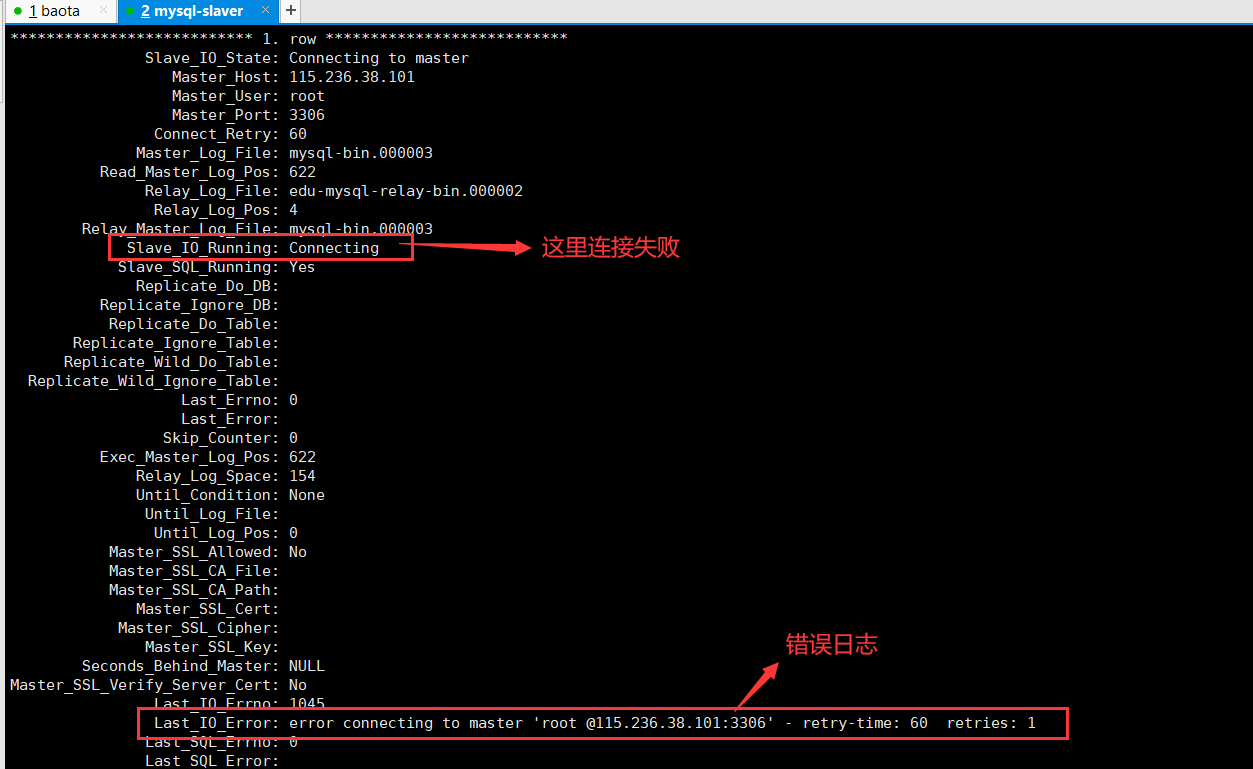 1 baota × 2 mysql-slaver × +
*************************** 1. row ***************************
Slave_IO_State: Connecting to master
Master_Host: 115.236.38.101
Master_User: root
Master_Port: 3306
Connect_Retry: 60
Master_Log_File: mysql-bin.000003
Read_Master_Log_Pos: 622
Relay_Log_File: edu-mysql-relay-bin.000002
Relay_Log_Pos: 4
Relay_Master_Log_File: mysql-bin.000003
Slave_IO_Running: Connecting 这里连接失败
Slave_SQL_Running: Yes
Replicate_Do_DB:
Replicate_Ignore_DB:
Replicate_Do_Table:
Replicate_Ignore_Table:
Replicate_Wild_Do_Table:
Replicate_Wild_Ignore_Table:
Last_Errno: 0
Last_Error:
Skip_Counter: 0
Exec_Master_Log_Pos: 622
Relay_Log_Space: 154
Until_Condition: None
Until_Log_File:
Until_Log_Pos: 0
Master_SSL_Allowed: No
Master_SSL_CA_File:
Master_SSL_CA_Path:
Master_SSL_Cert:
Master_SSL_Cipher:
错误日志
Master_SSL_Key:
Seconds_Behind_Master: NULL
Master_SSL_Verify_Server_Cert: No
Last_IO_Errno: 1045
Last_IO_Error: error connecting to master 'root @115.236.38.101:3306' - retry-time: 60  retries: 1
Last_SQL_Errno: 0
Last_SQL_Error: